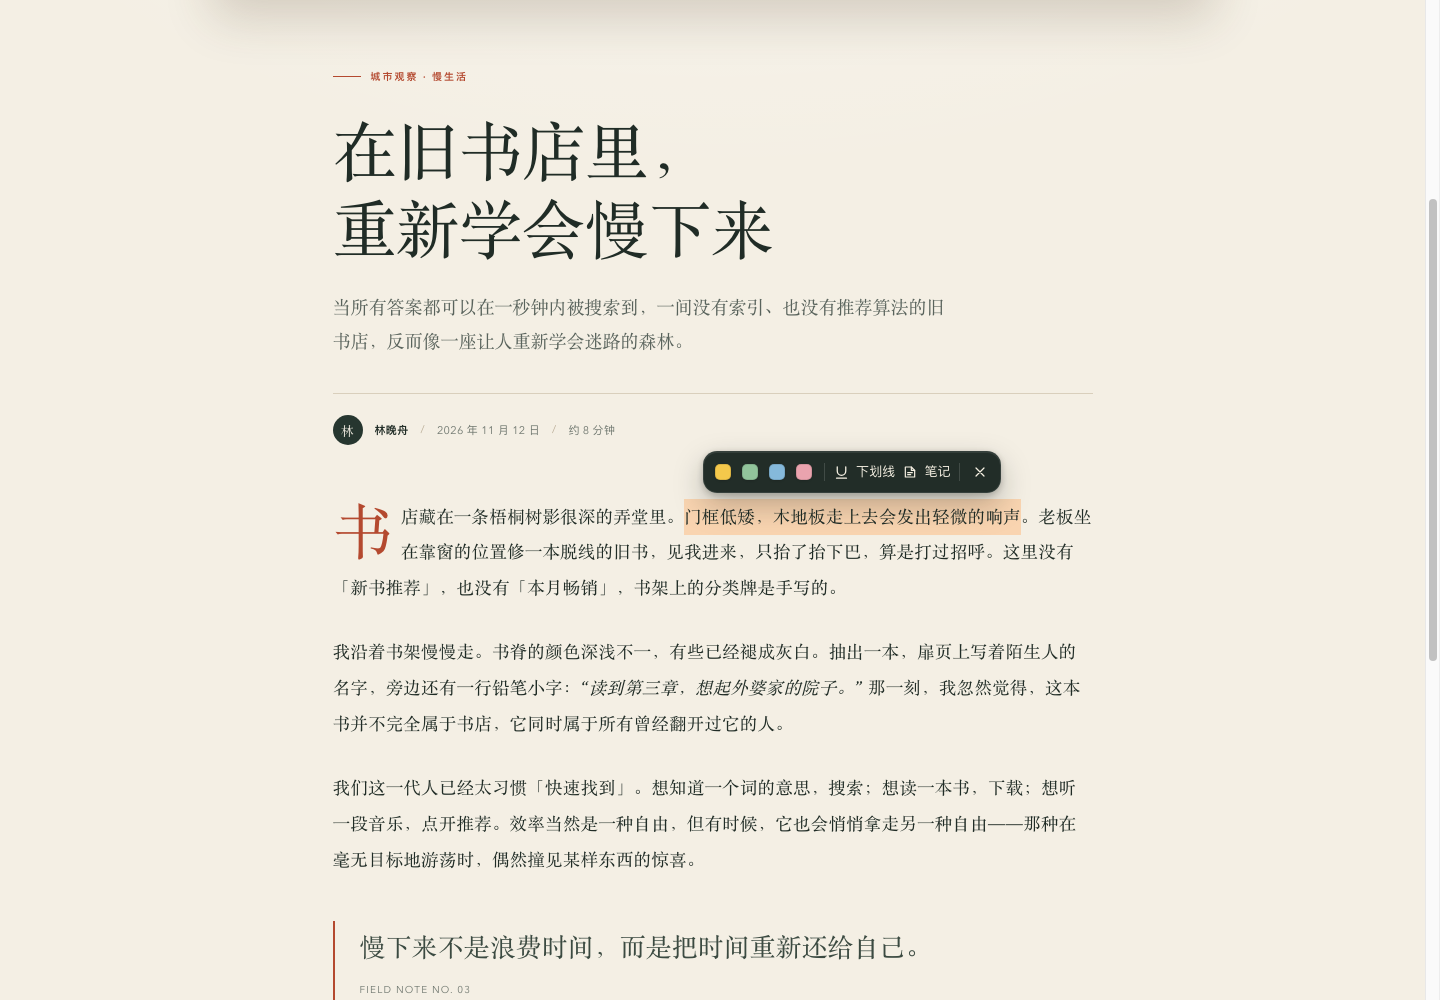 城市观察 · 慢生活
在旧书店里，
重新学会慢下来
当所有答案都可以在一秒钟内被搜索到，一间没有索引、也没有推荐算法的旧
书店，反而像一座让人重新学会迷路的森林。
林 林晚舟 / 2026 年 11 月 12 日 / 约 8 分钟
下划线 笔记
书店藏在一条梧桐树影很深的弄堂里。门框低矮，木地板走上去会发出轻微的响声。老板坐
在靠窗的位置修一本脱线的旧书，见我进来，只抬了抬下巴，算是打过招呼。这里没有
「新书推荐」，也没有「本月畅销」，书架上的分类牌是手写的。
我沿着书架慢慢走。书脊的颜色深浅不一，有些已经褪成灰白。抽出一本，扉页上写着陌生人的
名字，旁边还有一行铅笔小字：“读到第三章，想起外婆家的院子。” 那一刻，我忽然觉得，这本
书并不完全属于书店，它同时属于所有曾经翻开过它的人。
我们这一代人已经太习惯「快速找到」。想知道一个词的意思，搜索；想读一本书，下载；想听
一段音乐，点开推荐。效率当然是一种自由，但有时候，它也会悄悄拿走另一种自由——那种在
毫无目标地游荡时，偶然撞见某样东西的惊喜。
慢下来不是浪费时间，而是把时间重新还给自己。
FIELD NOTE NO. 03